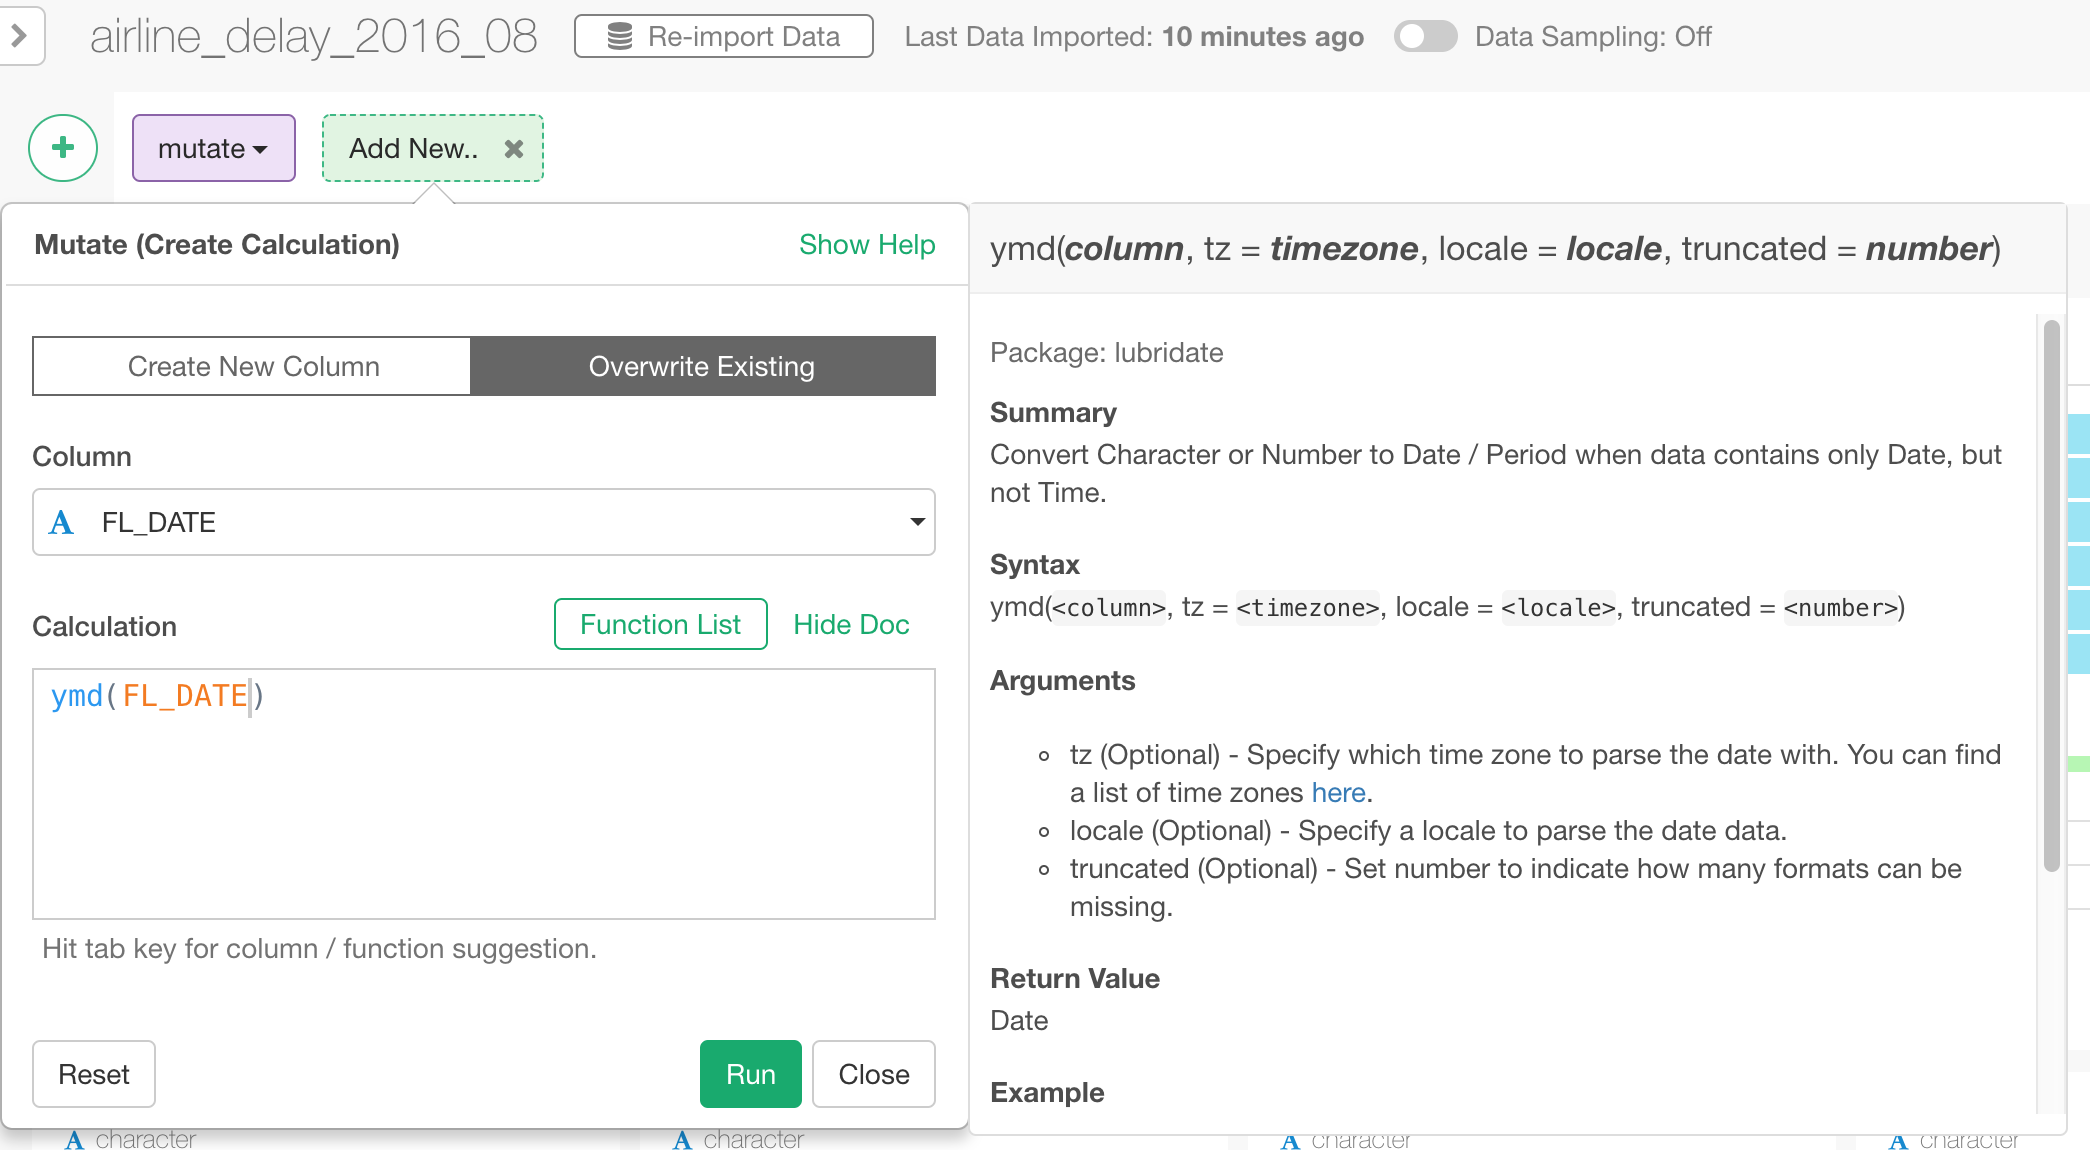 airline_delay_2016_08
Re-import Data
Last Data Imported: 10 minutes ago
Data Sampling: Off
mutate
Add New..
Mutate (Create Calculation)
Show Help
Create New Column
Overwrite Existing
Column
A FL_DATE
Calculation
Function List
Hide Doc
ymd(FL_DATE)
Hit tab key for column / function suggestion.
Reset
Run
Close
ymd(column, tz = timezone, locale = locale, truncated = number)
Package: lubridate
Summary
Convert Character or Number to Date / Period when data contains only Date, but
not Time.
Syntax
ymd(<column>, tz = <timezone>, locale = <locale>, truncated = <number>)
Arguments
tz (Optional) - Specify which time zone to parse the date with. You can find
a list of time zones here.
locale (Optional) - Specify a locale to parse the date data.
truncated (Optional) - Set number to indicate how many formats can be
missing.
Return Value
Date
Example
A character
A character
A character
A character